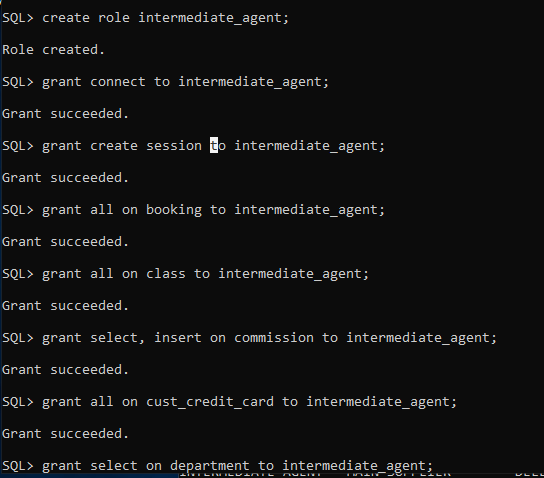 SQL> create role intermediate_agent;
Role created.
SQL> grant connect to intermediate_agent;
Grant succeeded.
SQL> grant create session to intermediate_agent;
Grant succeeded.
SQL> grant all on booking to intermediate_agent;
Grant succeeded.
SQL> grant all on class to intermediate_agent;
Grant succeeded.
SQL> grant select, insert on commission to intermediate_agent;
Grant succeeded.
SQL> grant all on cust_credit_card to intermediate_agent;
Grant succeeded.
SQL> grant select on department to intermediate_agent;